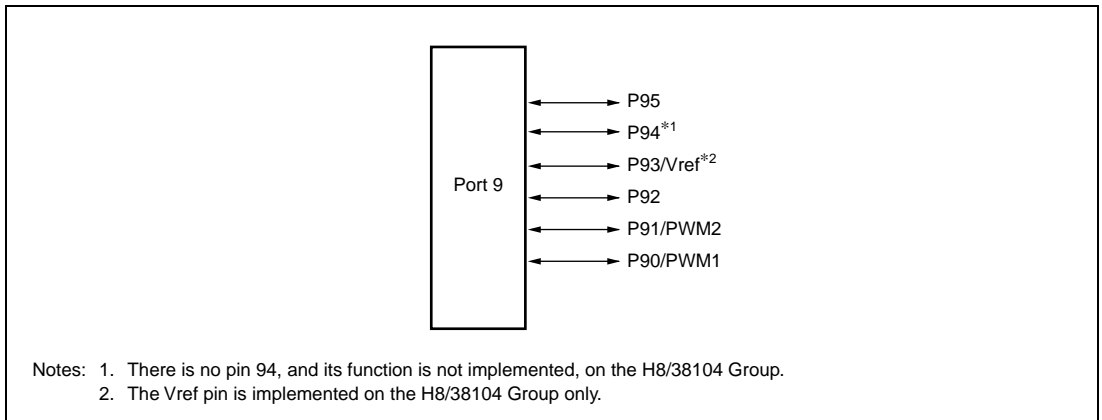 P95
P94*1
P93/Vref*2
Port 9
P92
P91/PWM2
P90/PWM1
Notes: 1. There is no pin 94, and its function is not implemented, on the H8/38104 Group.
2. The Vref pin is implemented on the H8/38104 Group only.